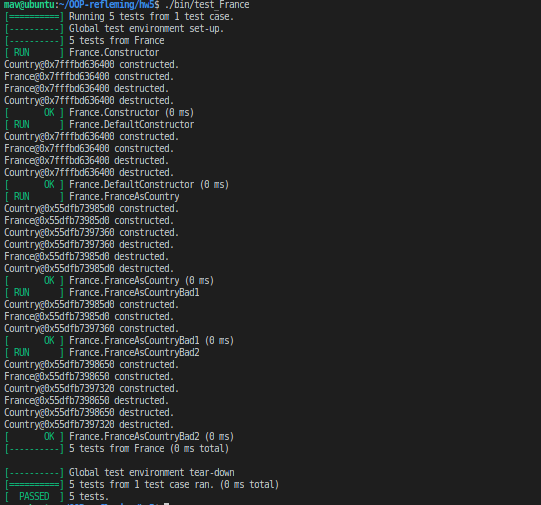 mav@ubuntu:~/OOP-refleming/hw5$ ./bin/test_France
[==========] Running 5 tests from 1 test case.
[----------] Global test environment set-up.
[----------] 5 tests from France
[ RUN      ] France.Constructor
Country@0x7fffbd636400 constructed.
France@0x7fffbd636400 constructed.
France@0x7fffbd636400 destructed.
Country@0x7fffbd636400 destructed.
[       OK ] France.Constructor (0 ms)
[ RUN      ] France.DefaultConstructor
Country@0x7fffbd636400 constructed.
France@0x7fffbd636400 constructed.
France@0x7fffbd636400 destructed.
Country@0x7fffbd636400 destructed.
[       OK ] France.DefaultConstructor (0 ms)
[ RUN      ] France.FranceAsCountry
Country@0x55dfb73985d0 constructed.
France@0x55dfb73985d0 constructed.
Country@0x55dfb7397360 constructed.
Country@0x55dfb7397360 destructed.
France@0x55dfb73985d0 destructed.
Country@0x55dfb73985d0 destructed.
[       OK ] France.FranceAsCountry (0 ms)
[ RUN      ] France.FranceAsCountryBad1
Country@0x55dfb73985d0 constructed.
France@0x55dfb73985d0 constructed.
Country@0x55dfb7397360 constructed.
[       OK ] France.FranceAsCountryBad1 (0 ms)
[ RUN      ] France.FranceAsCountryBad2
Country@0x55dfb7398650 constructed.
France@0x55dfb7398650 constructed.
Country@0x55dfb7397320 constructed.
France@0x55dfb7398650 destructed.
Country@0x55dfb7398650 destructed.
Country@0x55dfb7397320 destructed.
[       OK ] France.FranceAsCountryBad2 (0 ms)
[----------] 5 tests from France (0 ms total)
[----------] Global test environment tear-down
[==========] 5 tests from 1 test case ran. (0 ms total)
[  PASSED  ] 5 tests.